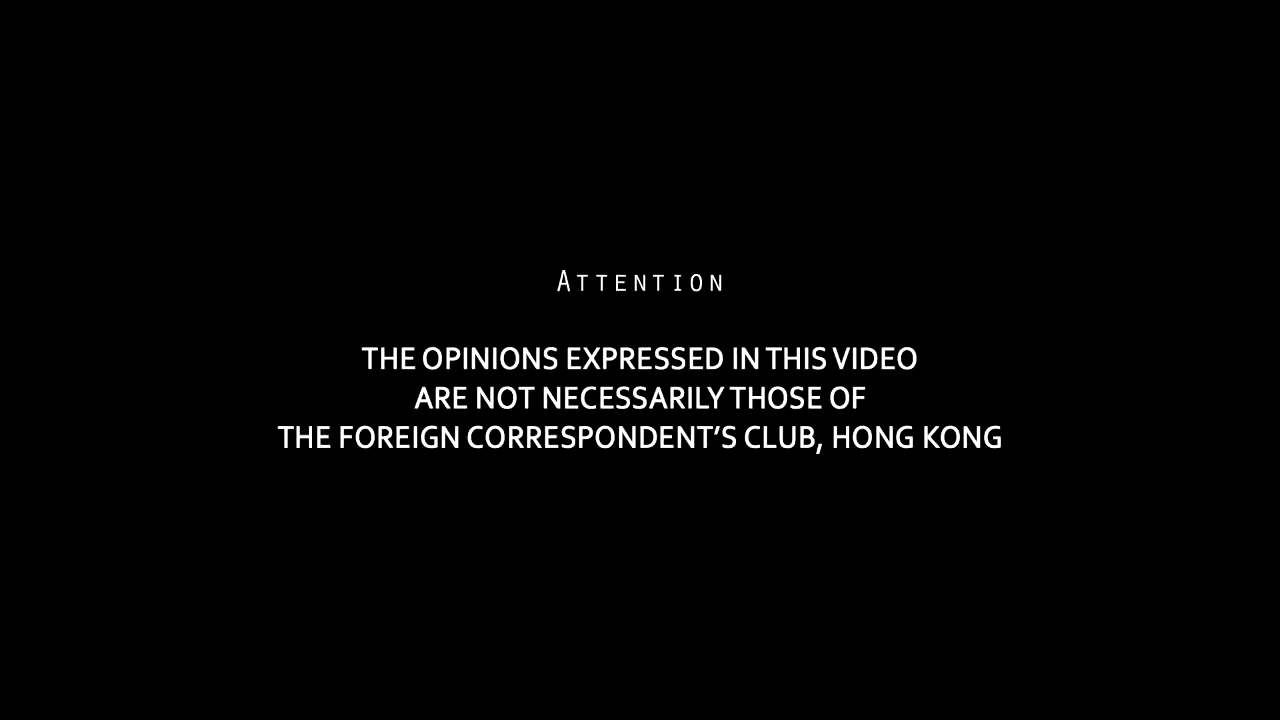 Attention
THE OPINIONS EXPRESSED IN THIS VIDEO
ARE NOT NECESSARILY THOSE OF
THE FOREIGN CORRESPONDENT’S CLUB, HONG KONG